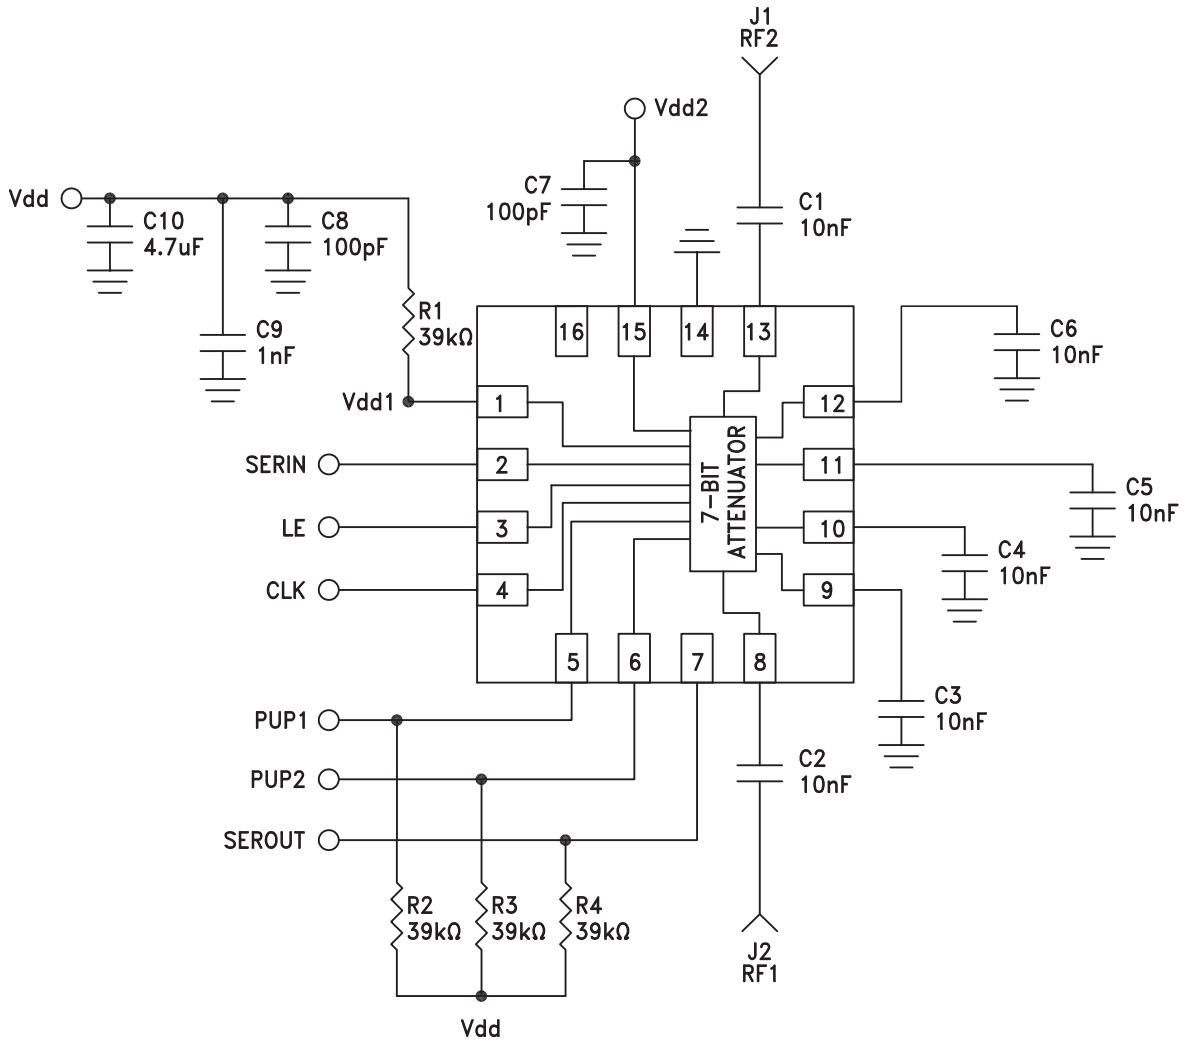 J1
RF2
Vdd2
Vdd
C10
4.7uF
C8
100pF
C7
100pF
C1
10nF
R1
39kΩ
C9
1nF
16
15
14
13
C6
10nF
Vdd1
1
12
SERIN
2
11
7-BIT
ATTENUATOR
C5
10nF
LE
3
10
C4
10nF
CLK
4
9
5
6
7
8
C3
10nF
PUP1
PUP2
C2
10nF
SEROUT
R2
39kΩ
R3
39kΩ
R4
39kΩ
J2
RF1
Vdd